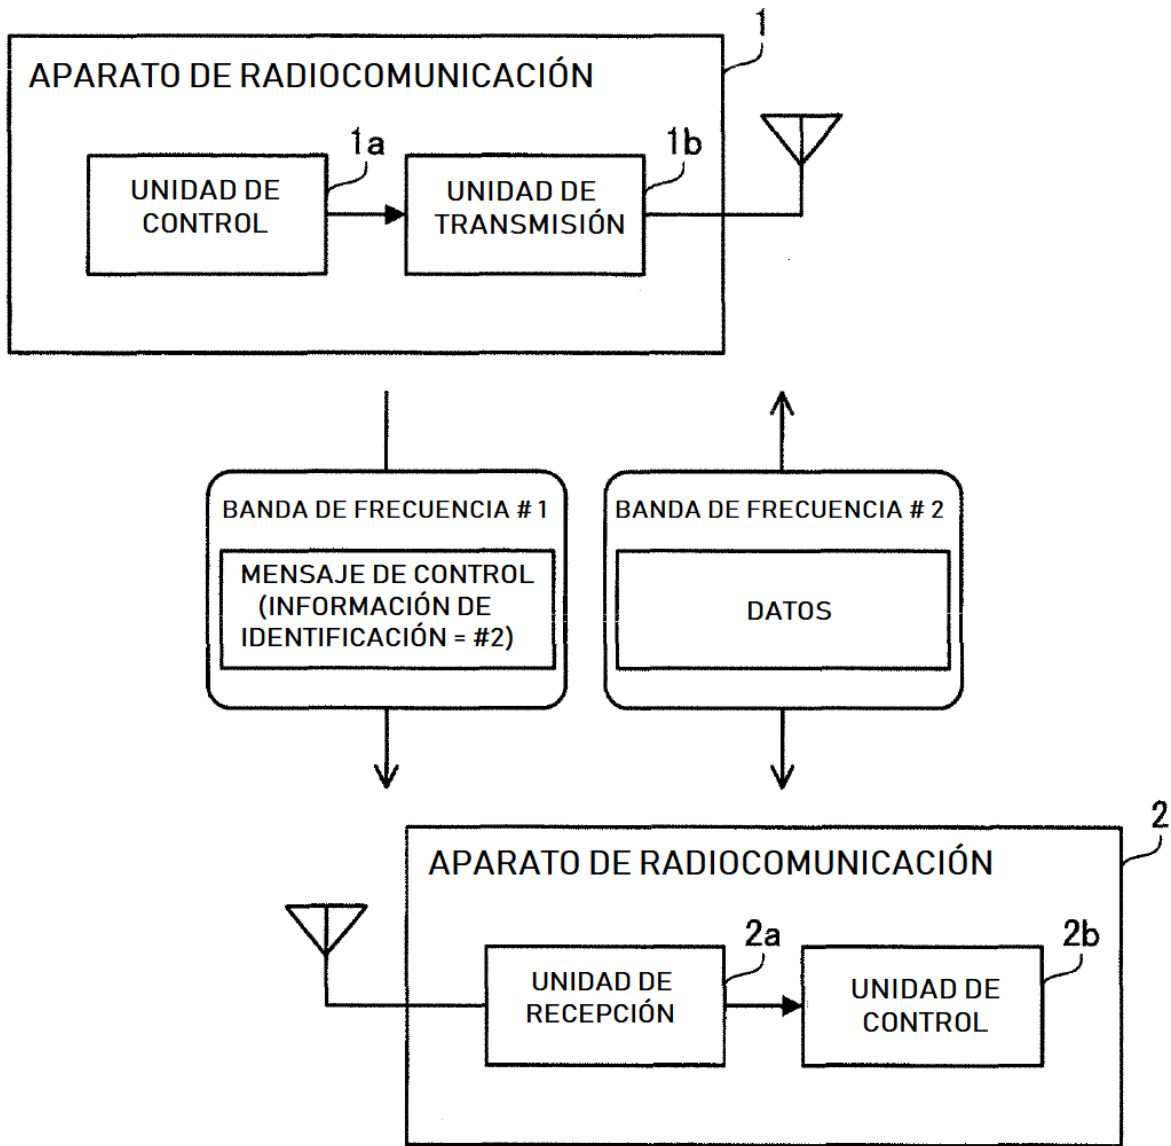 1
APARATO DE RADIOCOMUNICACIÓN
1a
1b
UNIDAD DE
CONTROL
UNIDAD DE
TRANSMISIÓN
BANDA DE FRECUENCIA # 1
MENSAJE DE CONTROL
(INFORMACIÓN DE
IDENTIFICACIÓN = #2)
BANDA DE FRECUENCIA # 2
DATOS
2
APARATO DE RADIOCOMUNICACIÓN
2a
2b
UNIDAD DE
RECEPCIÓN
UNIDAD DE
CONTROL